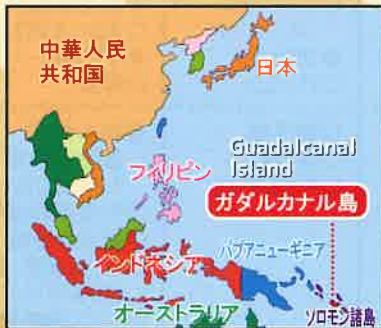 中華人民
共和国
日本
Guadalcanal
Island
フィリピン
ガダルカナル島
パプアニューギニア
インドネシア
オーストラリア
ソロモン諸島